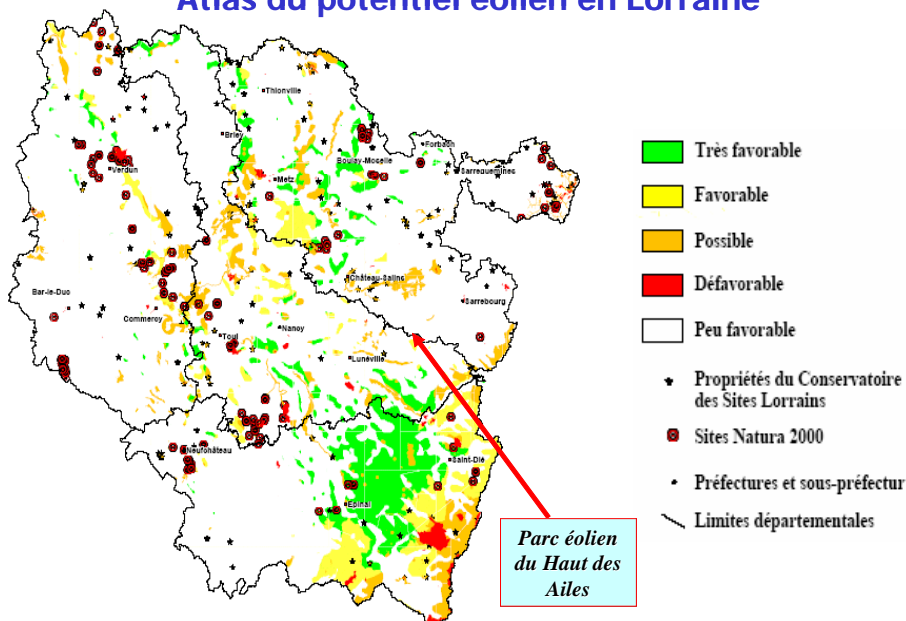 Atlas du potentiel éolien en Lorraine
Thionville
Briey
Forbach
Boulay-Moselle
Sarreguemines
Verdun
Metz
Château-Salins
Bar-le-Duc
Sarrebourg
Commercy
Toul
Nancy
Lunéville
Neufchâteau
Saint-Dié
Epinal
Très favorable
Favorable
Possible
Défavorable
Peu favorable
Propriétés du Conservatoire
des Sites Lorrains
Sites Natura 2000
Préfectures et sous-préfectur
Limites départementales
Parc éolien
du Haut des
Ailes